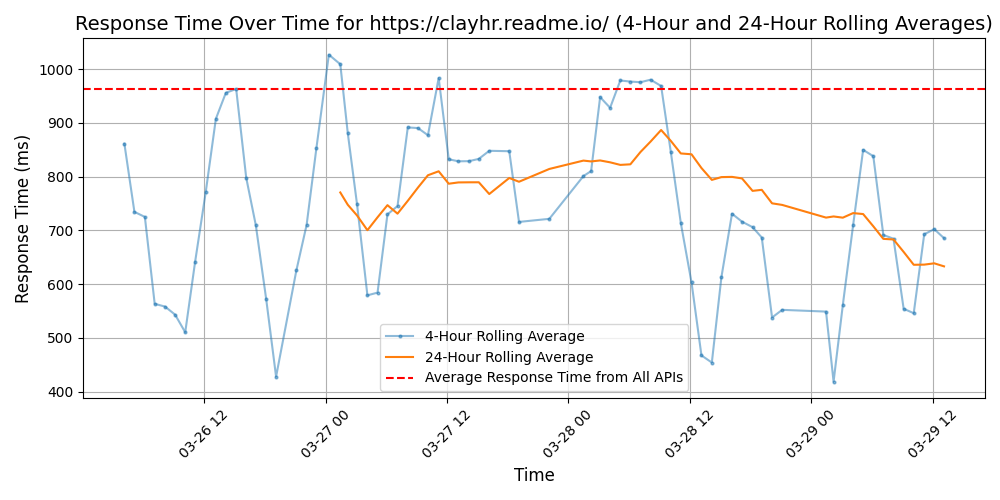 Response Time Over Time for https://clayhr.readme.io/ (4-Hour and 24-Hour Rolling Averages)
Response Time (ms)
1000
900
800
700
600
500
400
4-Hour Rolling Average
24-Hour Rolling Average
Average Response Time from All APIs
03-26 12
03-27 00
03-27 12
03-28 00
03-28 12
03-29 00
03-29 12
Time